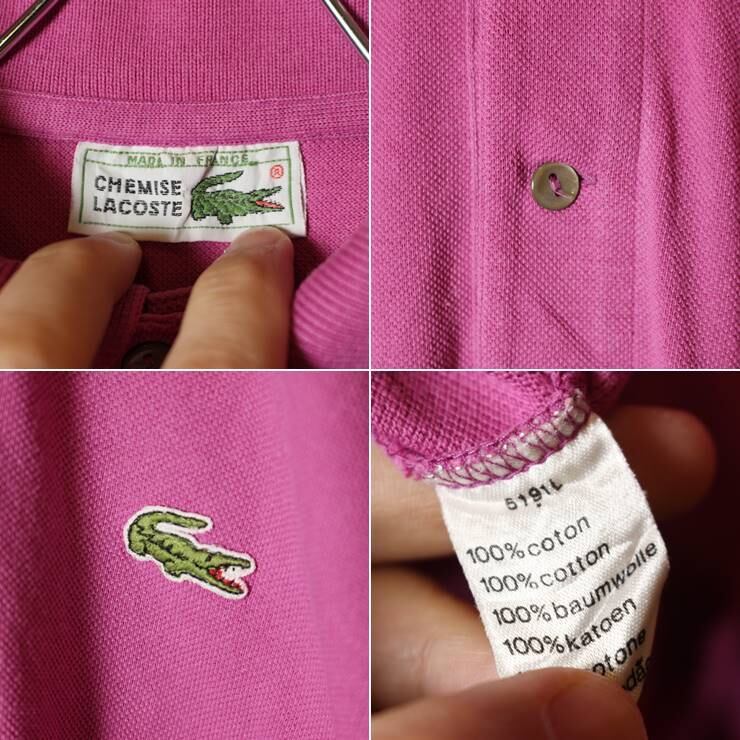 MADE IN FRANCE
CHEMISE
LACOSTE
®
100%coton
100%cotton
100%baumwolle
100%katoen